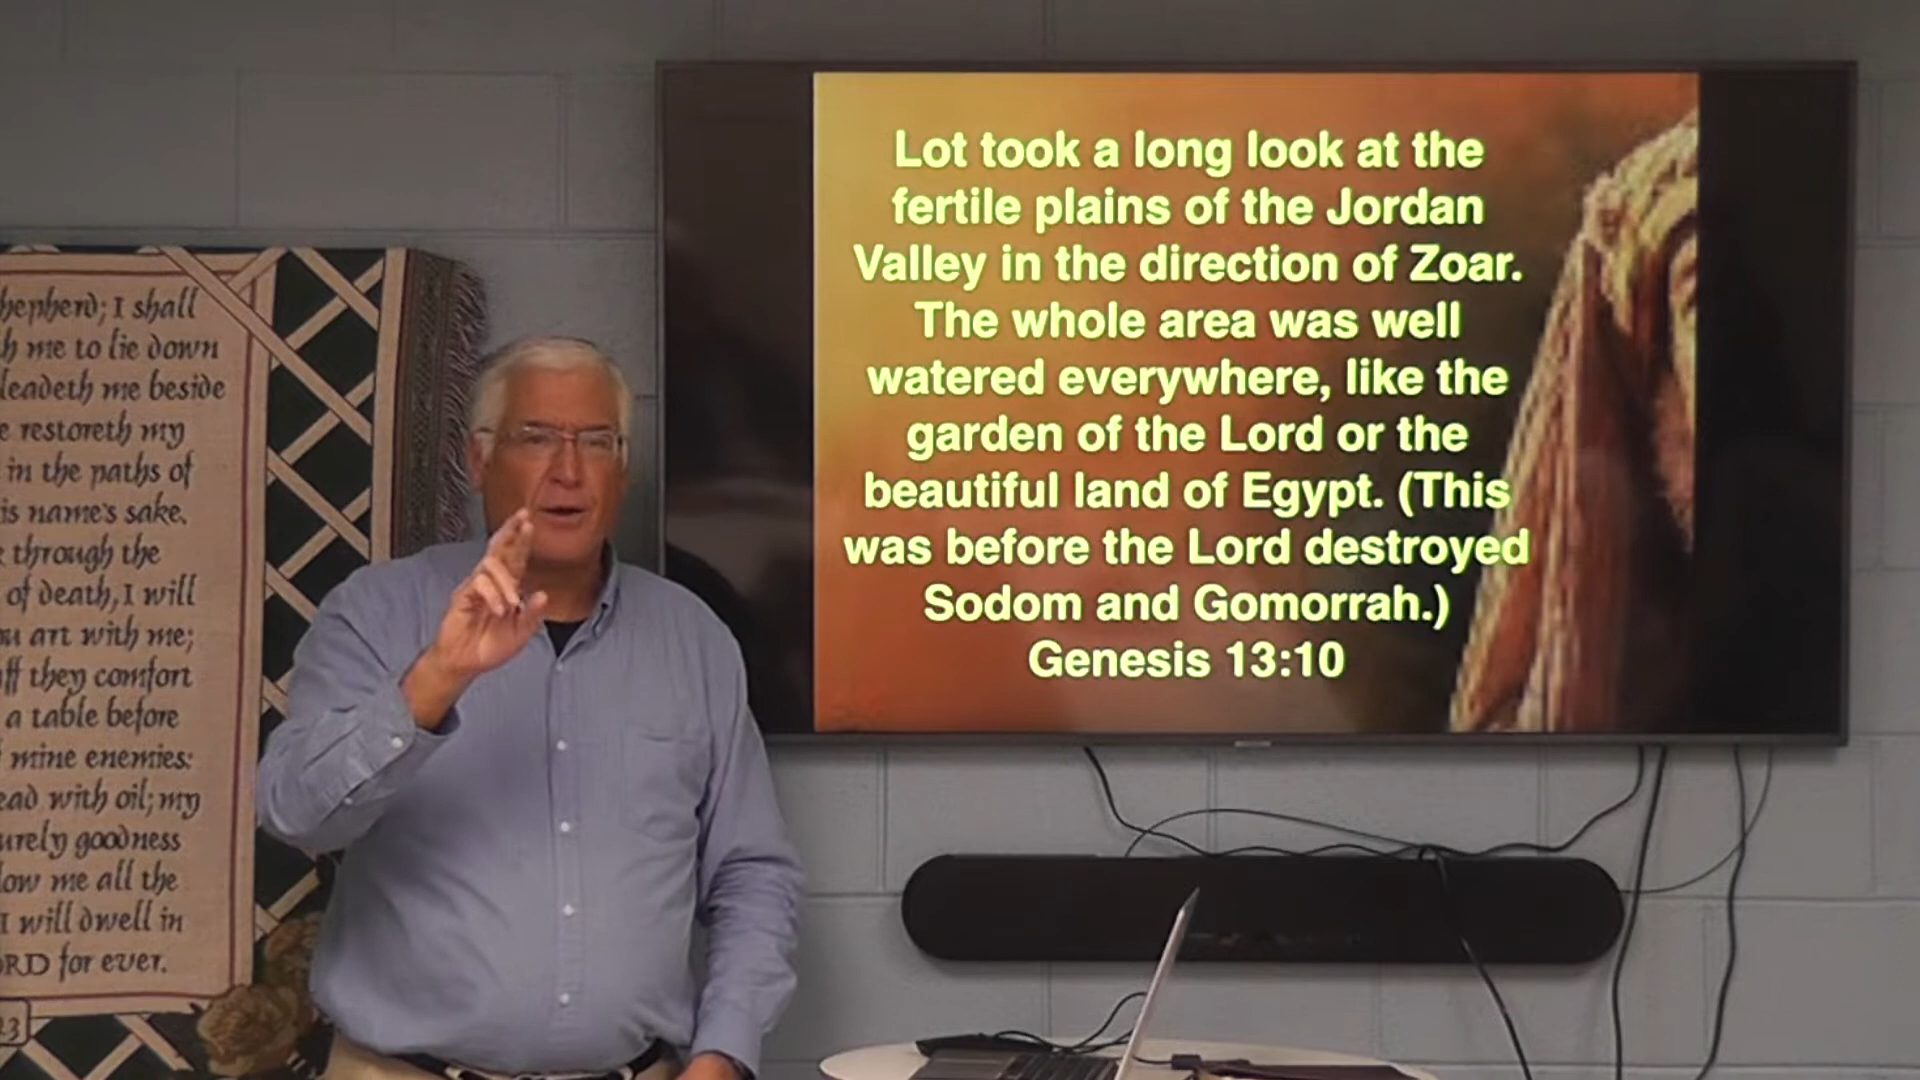 Lot took a long look at the
fertile plains of the Jordan
Valley in the direction of Zoar.
The whole area was well
watered everywhere, like the
garden of the Lord or the
beautiful land of Egypt. (This
was before the Lord destroyed
Sodom and Gomorrah.)
Genesis 13:10
hepherd; I shall
h me to lie down
leadeth me beside
e restoreth my
in the paths of
is name's sake.
through the
of death, I will
u art with me;
ff they comfort
a table before
mine enemies:
ead with oil; my
urely goodness
low me all the
I will dwell in
ORD for ever.
23